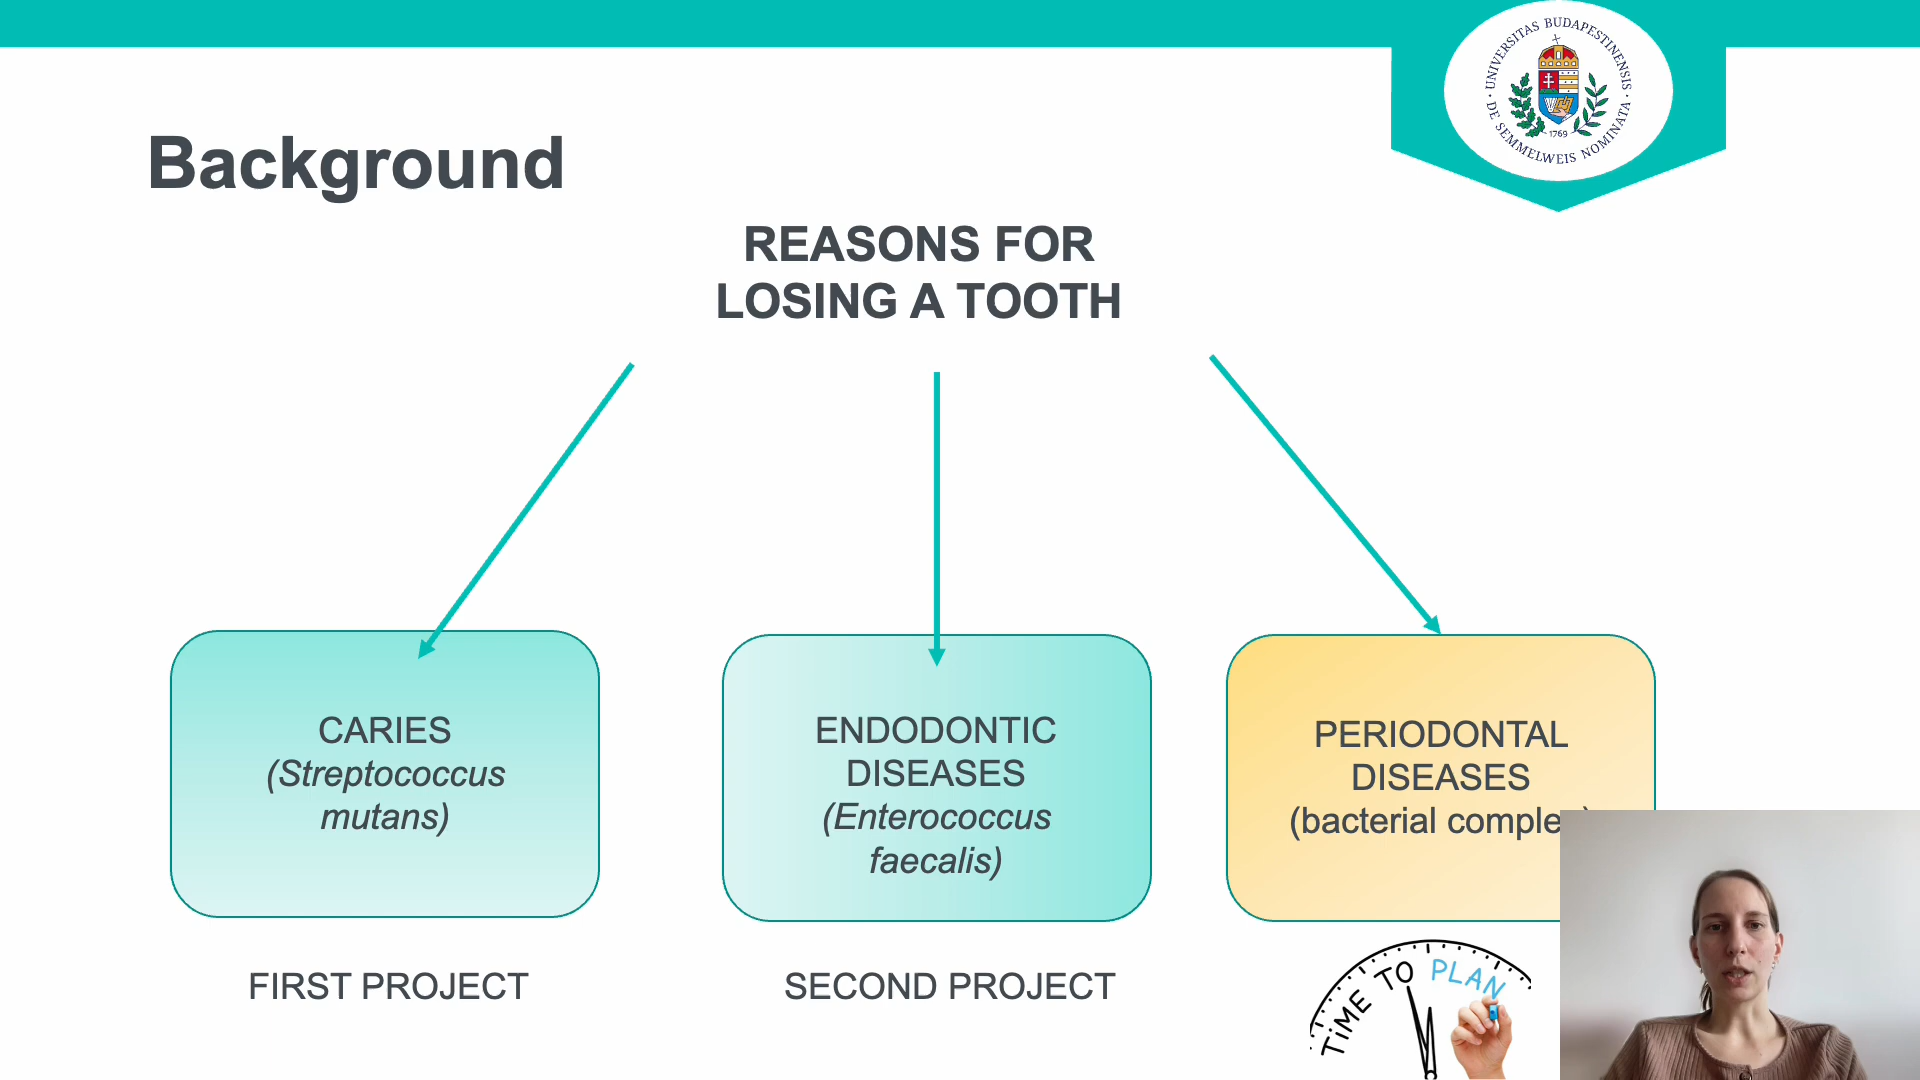 UNIVERSITAS BUDAPESTINENSIS
DE SEMMELWEIS NOMINATA
1769
Background
REASONS FOR
LOSING A TOOTH
CARIES
(Streptococcus
mutans)
ENDODONTIC
DISEASES
(Enterococcus
faecalis)
PERIODONTAL
DISEASES
(bacterial
FIRST PROJECT
SECOND PROJECT
TiME TO PLAN